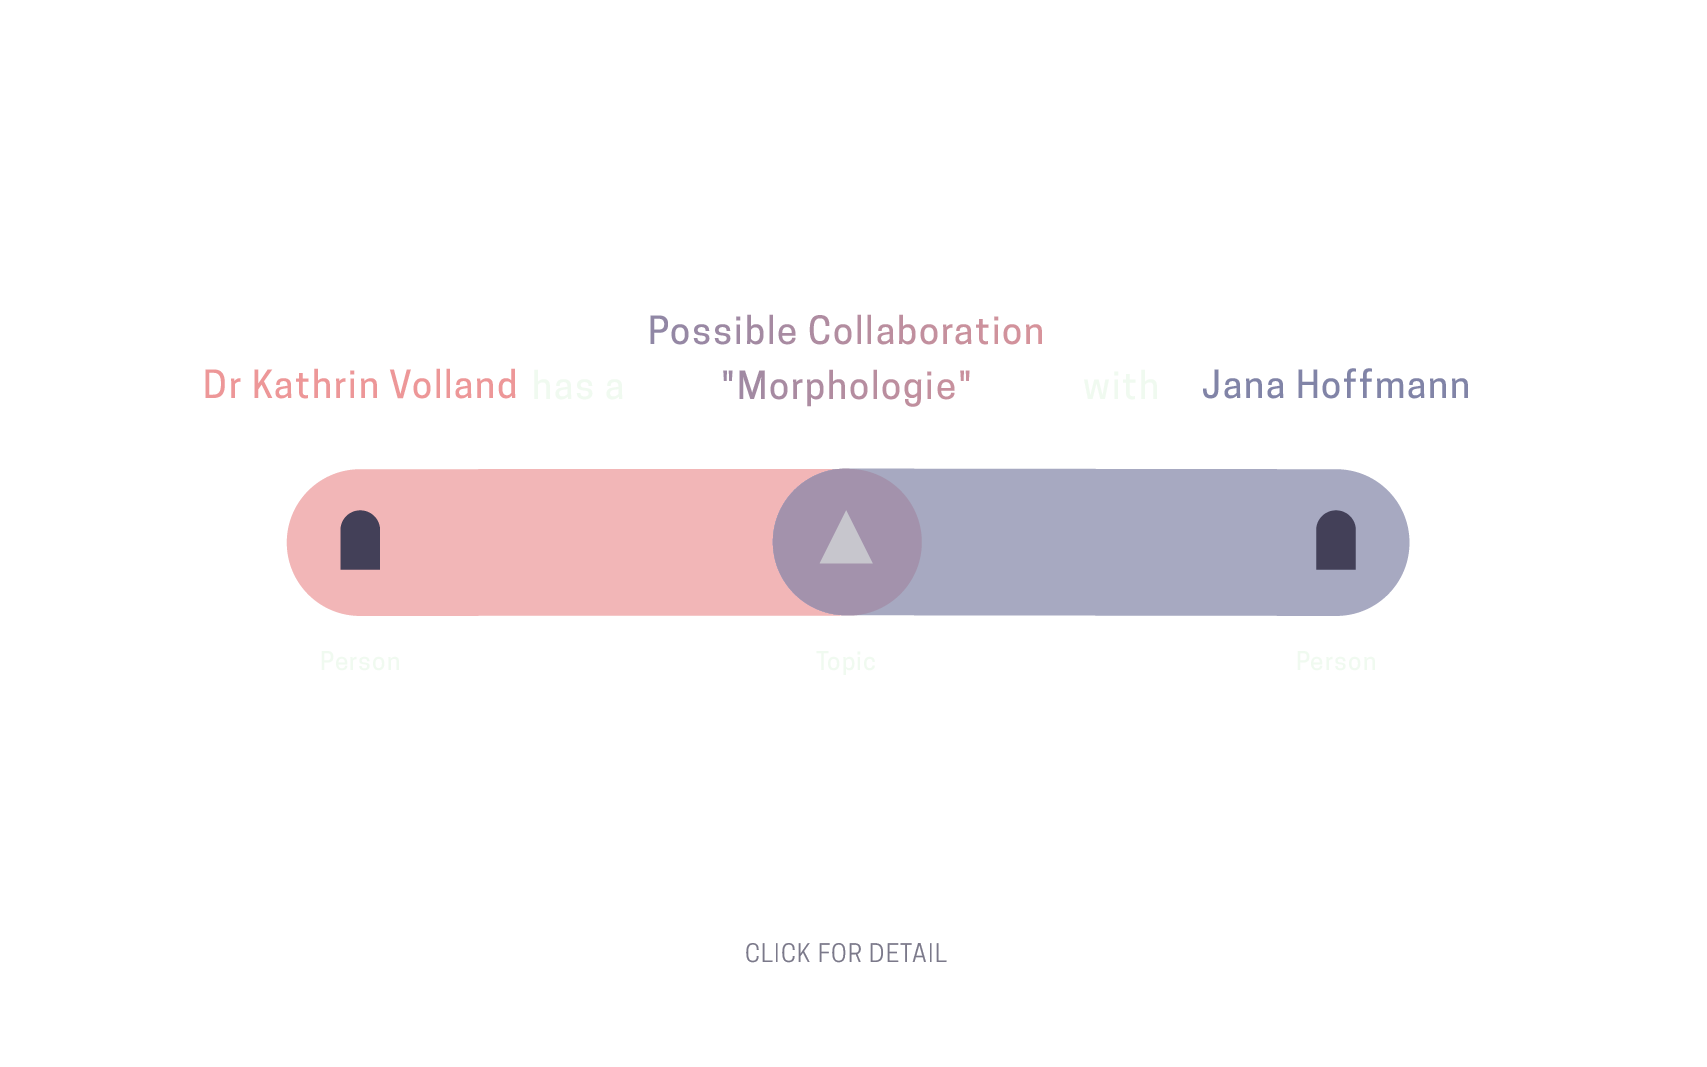 Possible Collaboration
Dr Kathrin Volland has a "Morphologie" with Jana Hoffmann
Person Topic Person
CLICK FOR DETAIL